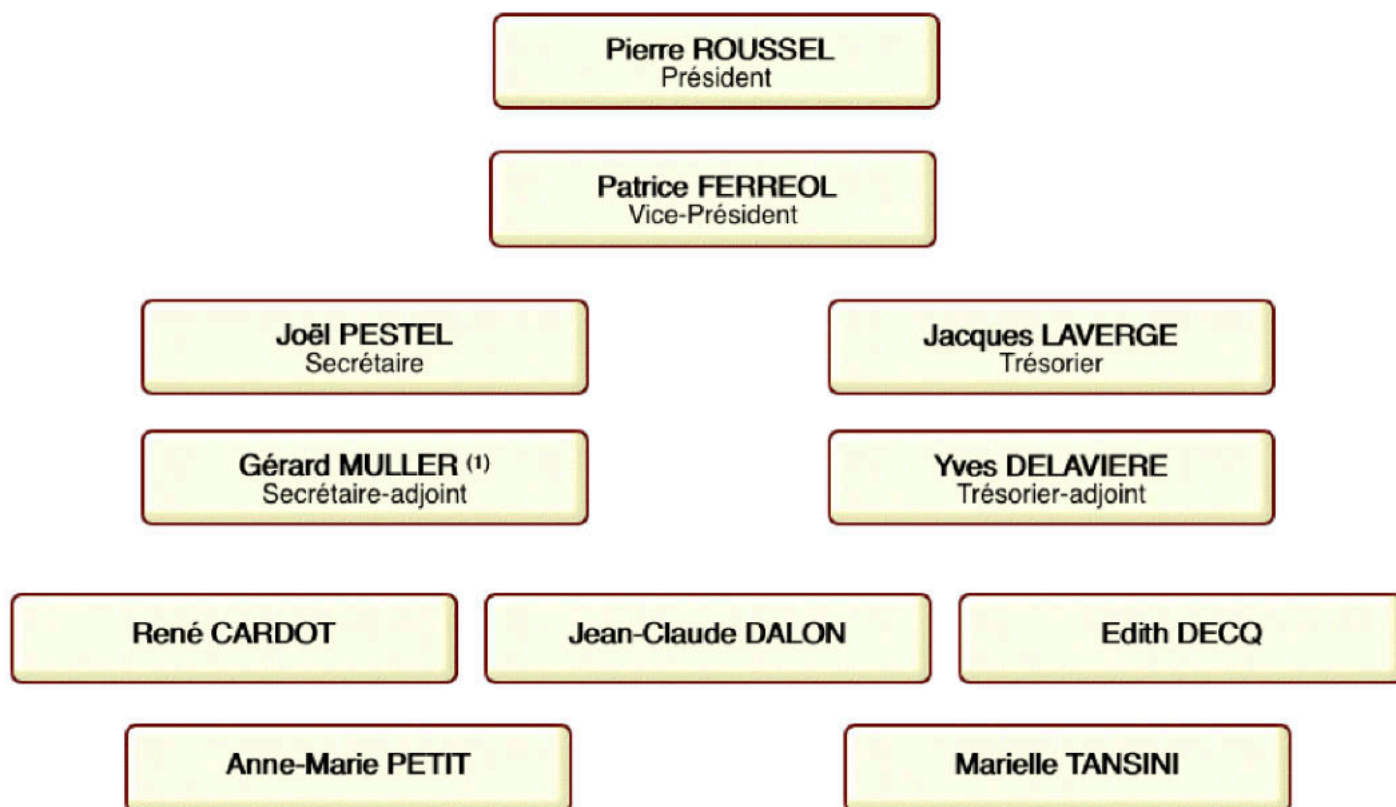 Pierre ROUSSEL
Président
Patrice FERREOL
Vice-Président
Joël PESTEL
Secrétaire
Jacques LAVERGE
Trésorier
Gérard MULLER (1)
Secrétaire-adjoint
Yves DELAVIERE
Trésorier-adjoint
René CARDOT
Jean-Claude DALON
Edith DECQ
Anne-Marie PETIT
Marielle TANSINI